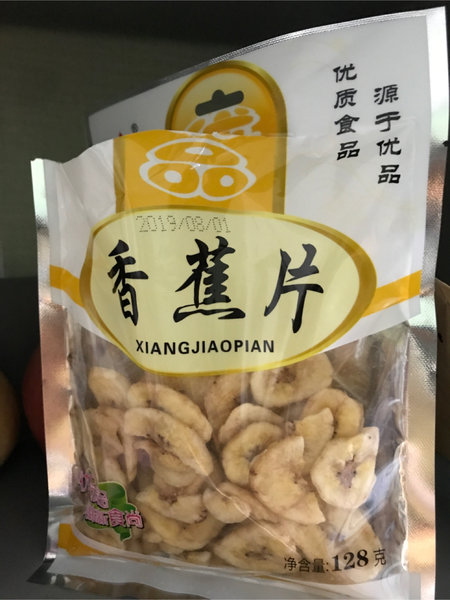 优质食品
源于优品
2019/08/01
香蕉片
XIANGJIAOPIAN
净含量:128克